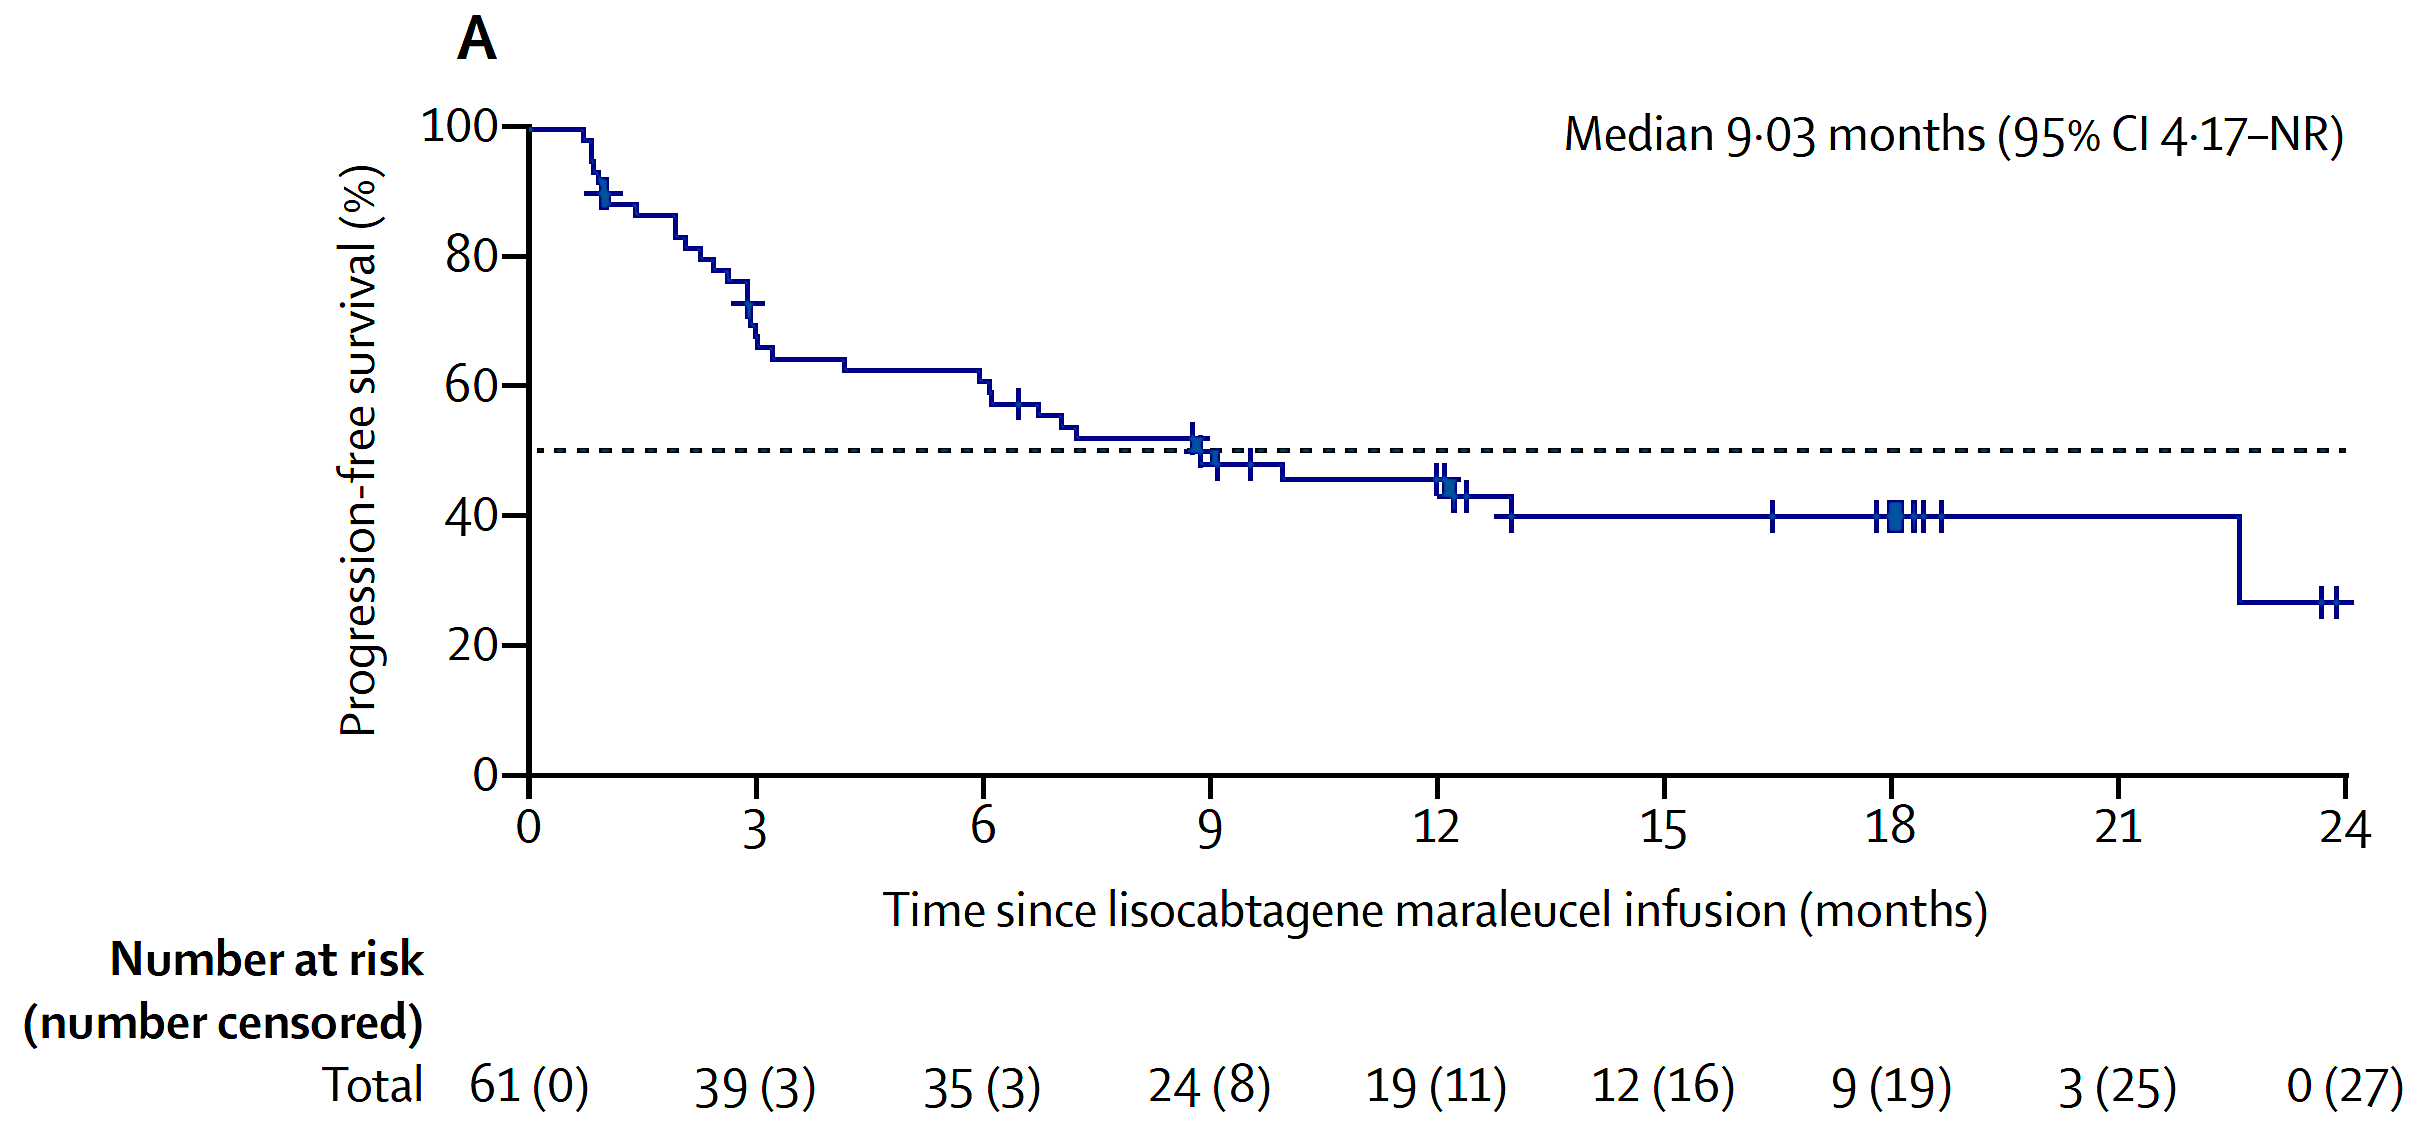 A
Median 9·03 months (95% CI 4·17–NR)
Progression-free survival (%)
100
80
60
40
20
0
0 3 6 9 12 15 18 21 24
Time since lisocabtagene maraleucel infusion (months)
Number at risk
(number censored)
Total 61 (0) 39 (3) 35 (3) 24 (8) 19 (11) 12 (16) 9 (19) 3 (25) 0 (27)